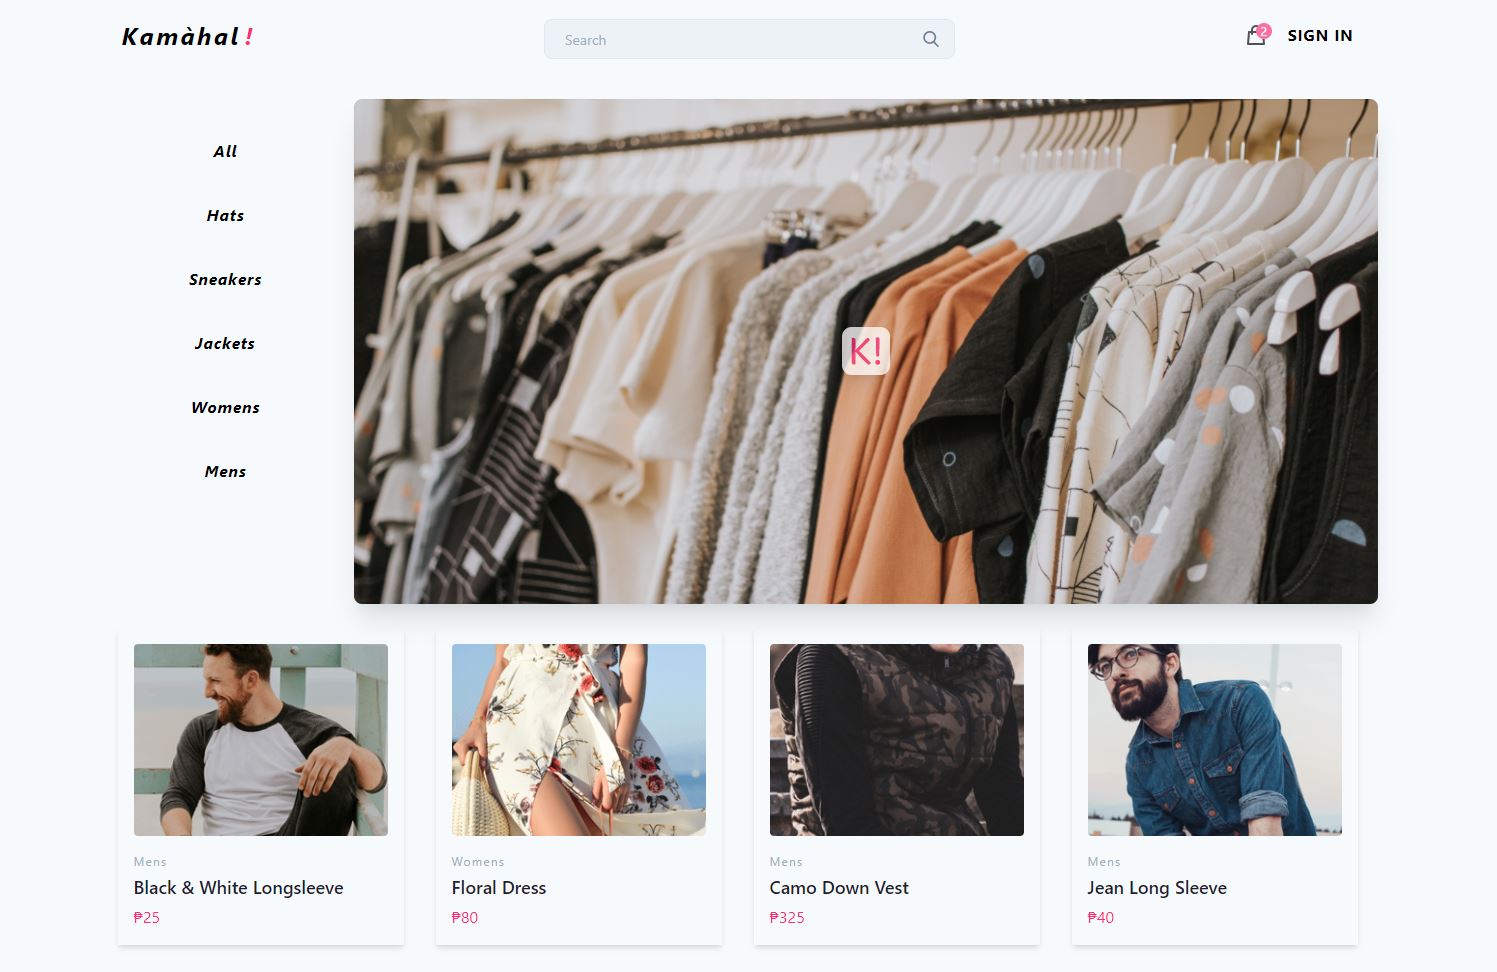 Kamàhal!
Search
2
SIGN IN
All
Hats
Sneakers
Jackets
Womens
Mens
K!
Mens
Black & White Longsleeve
₱25
Womens
Floral Dress
₱80
Mens
Camo Down Vest
₱325
Mens
Jean Long Sleeve
₱40